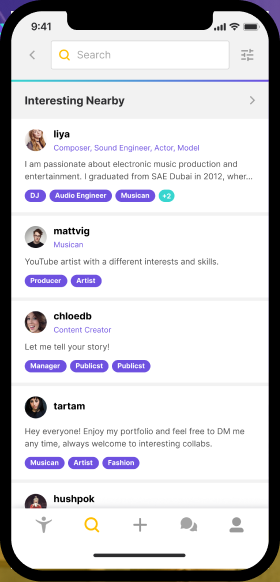 9:41
Search
Interesting Nearby
liya
Composer, Sound Engineer, Actor, Model
I am passionate about electronic music production and
entertainment. I graduated from SAE Dubai in 2012, wher...
DJ Audio Engineer Musican +2
mattvig
Musican
YouTube artist with a different interests and skills.
Producer Artist
chloedb
Content Creator
Let me tell your story!
Manager Publicst Publicst
tartam
Hey everyone! Enjoy my portfolio and feel free to DM me
any time, always welcome to interesting collabs.
Musican Artist Fashion
hushpok